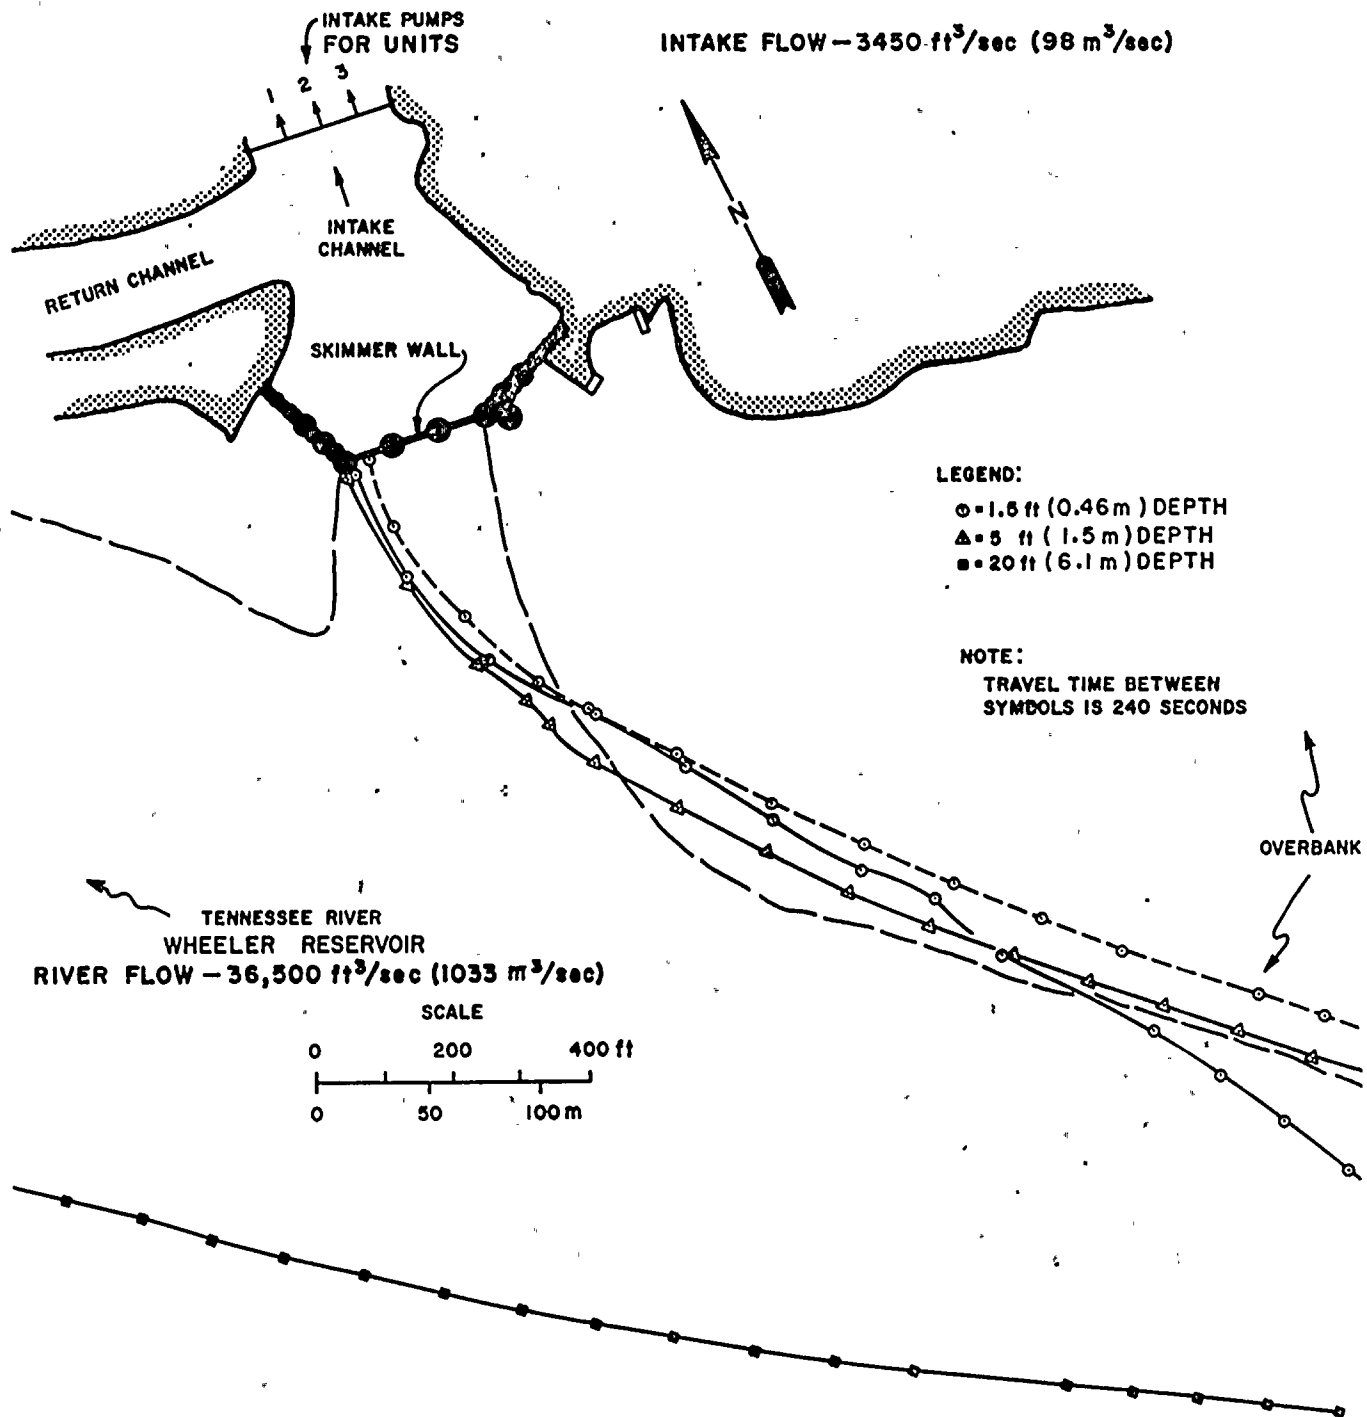 INTAKE PUMPS
FOR UNITS
INTAKE FLOW — 3450 ft³/sec (98 m³/sec)
1 2 3
N
INTAKE
CHANNEL
RETURN CHANNEL
SKIMMER WALL
LEGEND:
⊙ = 1.5 ft (0.46 m) DEPTH
△ = 5 ft (1.5 m) DEPTH
■ = 20 ft (6.1 m) DEPTH
NOTE:
TRAVEL TIME BETWEEN
SYMBOLS IS 240 SECONDS
OVERBANK
TENNESSEE RIVER
WHEELER RESERVOIR
RIVER FLOW — 36,500 ft³/sec (1033 m³/sec)
SCALE
0 200 400 ft
0 50 100 m